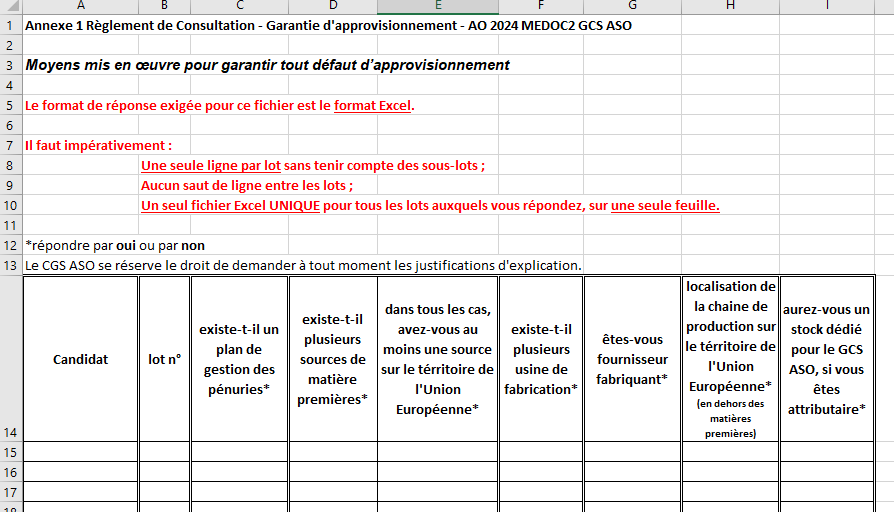 A B C D E F G H I
1 Annexe 1 Règlement de Consultation - Garantie d'approvisionnement - AO 2024 MEDOC2 GCS ASO
2
3 Moyens mis en œuvre pour garantir tout défaut d'approvisionnement
4
5 Le format de réponse exigée pour ce fichier est le format Excel.
6
7 Il faut impérativement :
8 Une seule ligne par lot sans tenir compte des sous-lots ;
9 Aucun saut de ligne entre les lots ;
10 Un seul fichier Excel UNIQUE pour tous les lots auxquels vous répondez, sur une seule feuille.
11
12 *répondre par oui ou par non
13 Le CGS ASO se réserve le droit de demander à tout moment les justifications d'explication.
14
Candidat
lot n°
existe-t-il un
plan de
gestion des
pénuries*
existe-t-il
plusieurs
sources de
matière
premières*
dans tous les cas,
avez-vous au
moins une source
sur le térritoire de
l'Union
Européenne*
existe-t-il
plusieurs
usine de
fabrication*
êtes-vous
fournisseur
fabriquant*
localisation de
la chaine de
production sur
le térritoire de
l'Union
Européenne*
(en dehors des
matières
premières)
aurez-vous un
stock dédié
pour le GCS
ASO, si vous
êtes
attributaire*
15
16
17
18